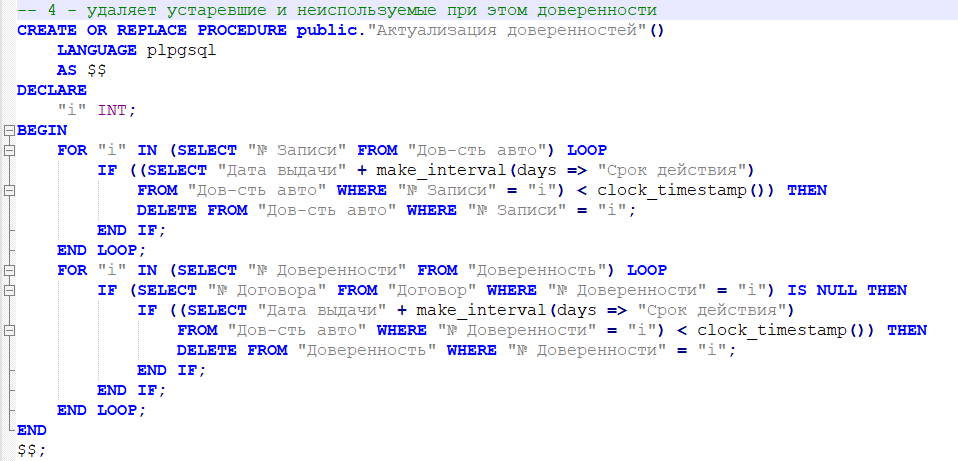 -- 4 - удаляет устаревшие и неиспользуемые при этом доверенности
CREATE OR REPLACE PROCEDURE public."Актуализация доверенностей"()
    LANGUAGE plpgsql
    AS $$
DECLARE
    "i" INT;
BEGIN
    FOR "i" IN (SELECT "№ Записи" FROM "Дов-сть авто") LOOP
        IF ((SELECT "Дата выдачи" + make_interval(days => "Срок действия")
            FROM "Дов-сть авто" WHERE "№ Записи" = "i") < clock_timestamp()) THEN
            DELETE FROM "Дов-сть авто" WHERE "№ Записи" = "i";
        END IF;
    END LOOP;
    FOR "i" IN (SELECT "№ Доверенности" FROM "Доверенность") LOOP
        IF (SELECT "№ Договора" FROM "Договор" WHERE "№ Доверенности" = "i") IS NULL THEN
            IF ((SELECT "Дата выдачи" + make_interval(days => "Срок действия")
                FROM "Дов-сть авто" WHERE "№ Доверенности" = "i") < clock_timestamp()) THEN
                DELETE FROM "Доверенность" WHERE "№ Доверенности" = "i";
            END IF;
        END IF;
    END LOOP;
END
$$;